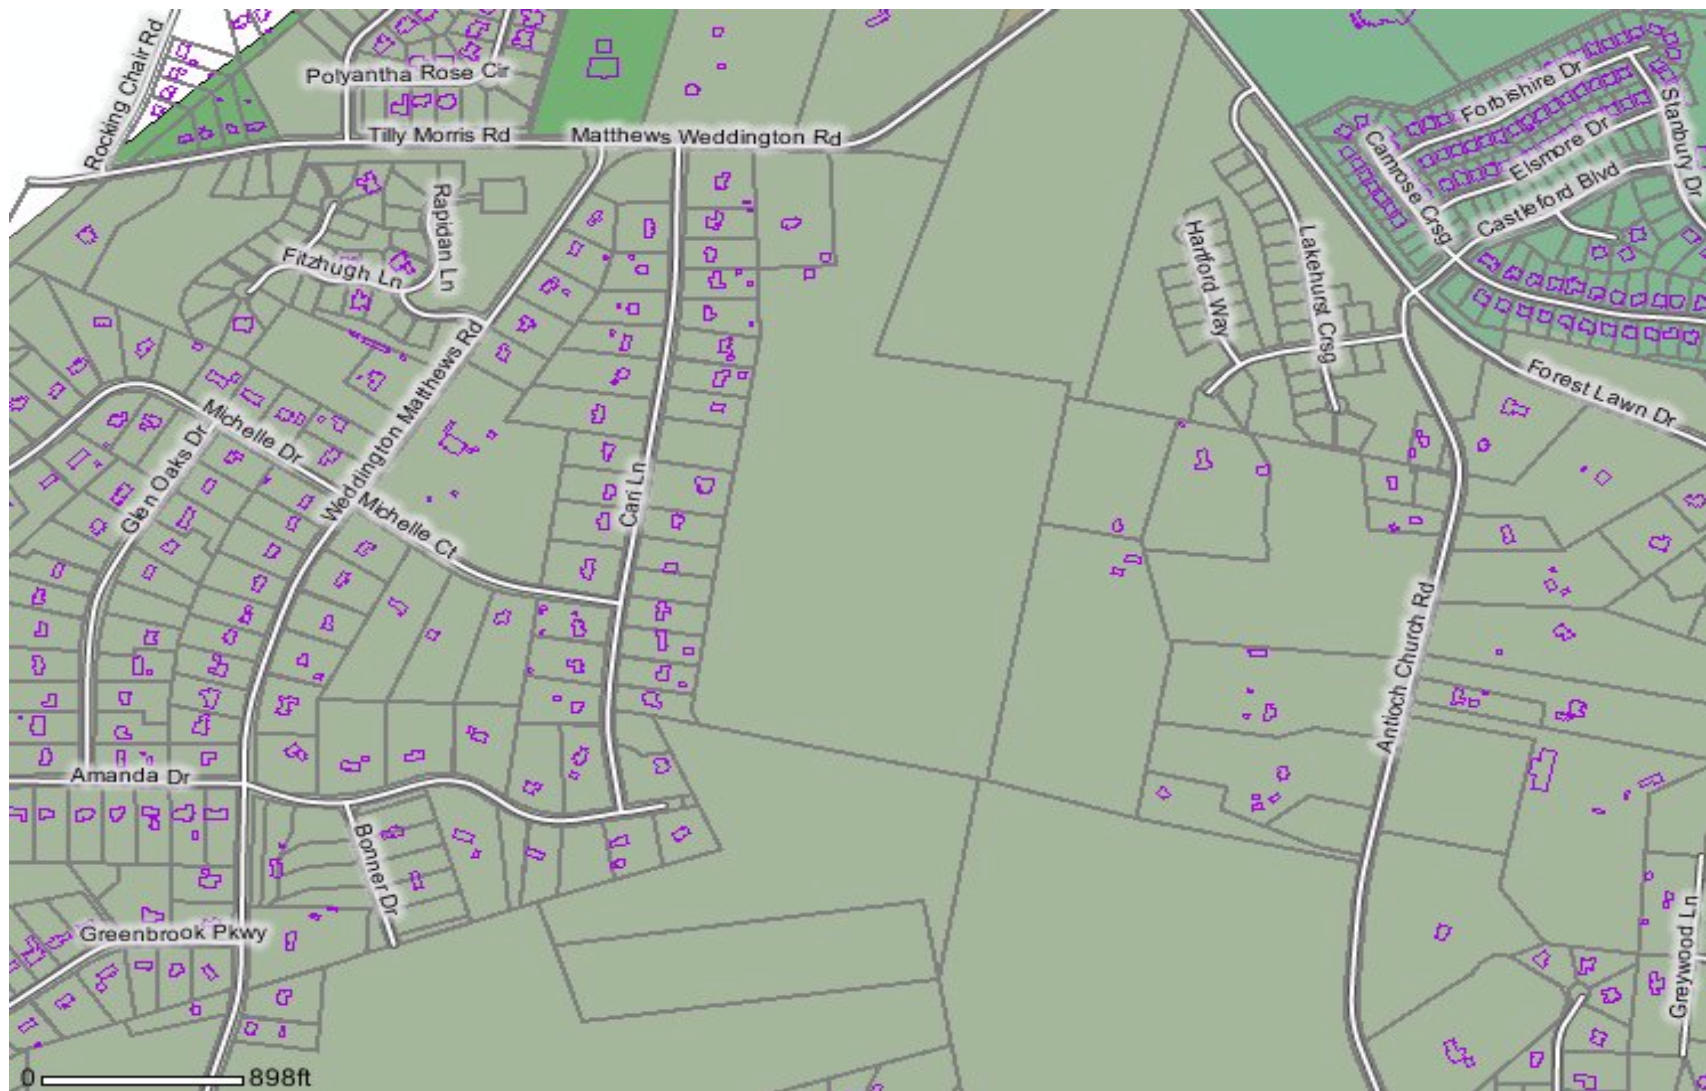 Rocking Chair Rd
Polyantha Rose Cir
Tilly Morris Rd
Matthews Weddington Rd
Forbishire Dr
Stanbury Dr
Elsmore Dr
Camrose Crsg
Castleford Blvd
Rapidan Ln
Fitzhugh Ln
Hartford Way
Lakehurst Crsg
Weddington Matthews Rd
Forest Lawn Dr
Michelle Dr
Glen Oaks Dr
Michelle Ct
Cari Ln
Antioch Church Rd
Amanda Dr
Bonner Dr
Greenbrook Pkwy
Greywood Ln
0 898ft